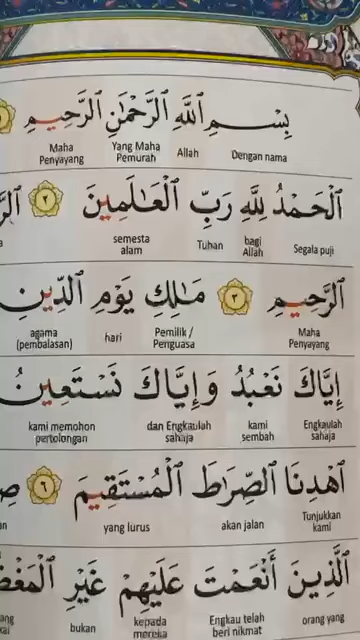 بِسْمِ ٱللَّهِ ٱلرَّحْمَٰنِ ٱلرَّحِيمِ
Maha Penyayang Yang Maha Pemurah Allah Dengan nama
ٱلْحَمْدُ لِلَّهِ رَبِّ ٱلْعَٰلَمِينَ ٢
semesta alam Tuhan bagi Allah Segala puji
ٱلرَّحِيمِ ٣ مَٰلِكِ يَوْمِ ٱلدِّينِ
agama (pembalasan) hari Pemilik / Penguasa Maha Penyayang
إِيَّاكَ نَعْبُدُ وَإِيَّاكَ نَسْتَعِينُ
kami memohon pertolongan dan Engkaulah sahaja kami sembah Engkaulah sahaja
ٱهْدِنَا ٱلصِّرَٰطَ ٱلْمُسْتَقِيمَ ٦
yang lurus akan jalan Tunjukkan kami
ٱلَّذِينَ أَنْعَمْتَ عَلَيْهِمْ غَيْرِ
bukan kepada mereka Engkau telah beri nikmat orang yang